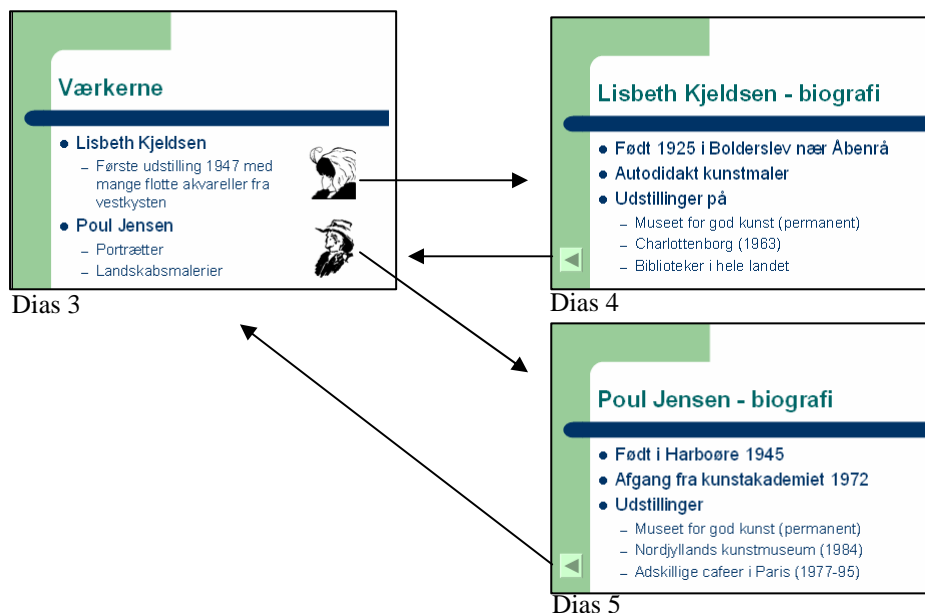 Værkerne
Lisbeth Kjeldsen
– Første udstilling 1947 med
mange flotte akvareller fra
vestkysten
Poul Jensen
– Portrætter
– Landskabsmalerier
Dias 3
Lisbeth Kjeldsen - biografi
Født 1925 i Bolderslev nær Åbenrå
Autodidakt kunstmaler
Udstillinger på
– Museet for god kunst (permanent)
– Charlottenborg (1963)
– Biblioteker i hele landet
Dias 4
Poul Jensen - biografi
Født i Harboøre 1945
Afgang fra kunstakademiet 1972
Udstillinger
– Museet for god kunst (permanent)
– Nordjyllands kunstmuseum (1984)
– Adskillige cafeer i Paris (1977-95)
Dias 5